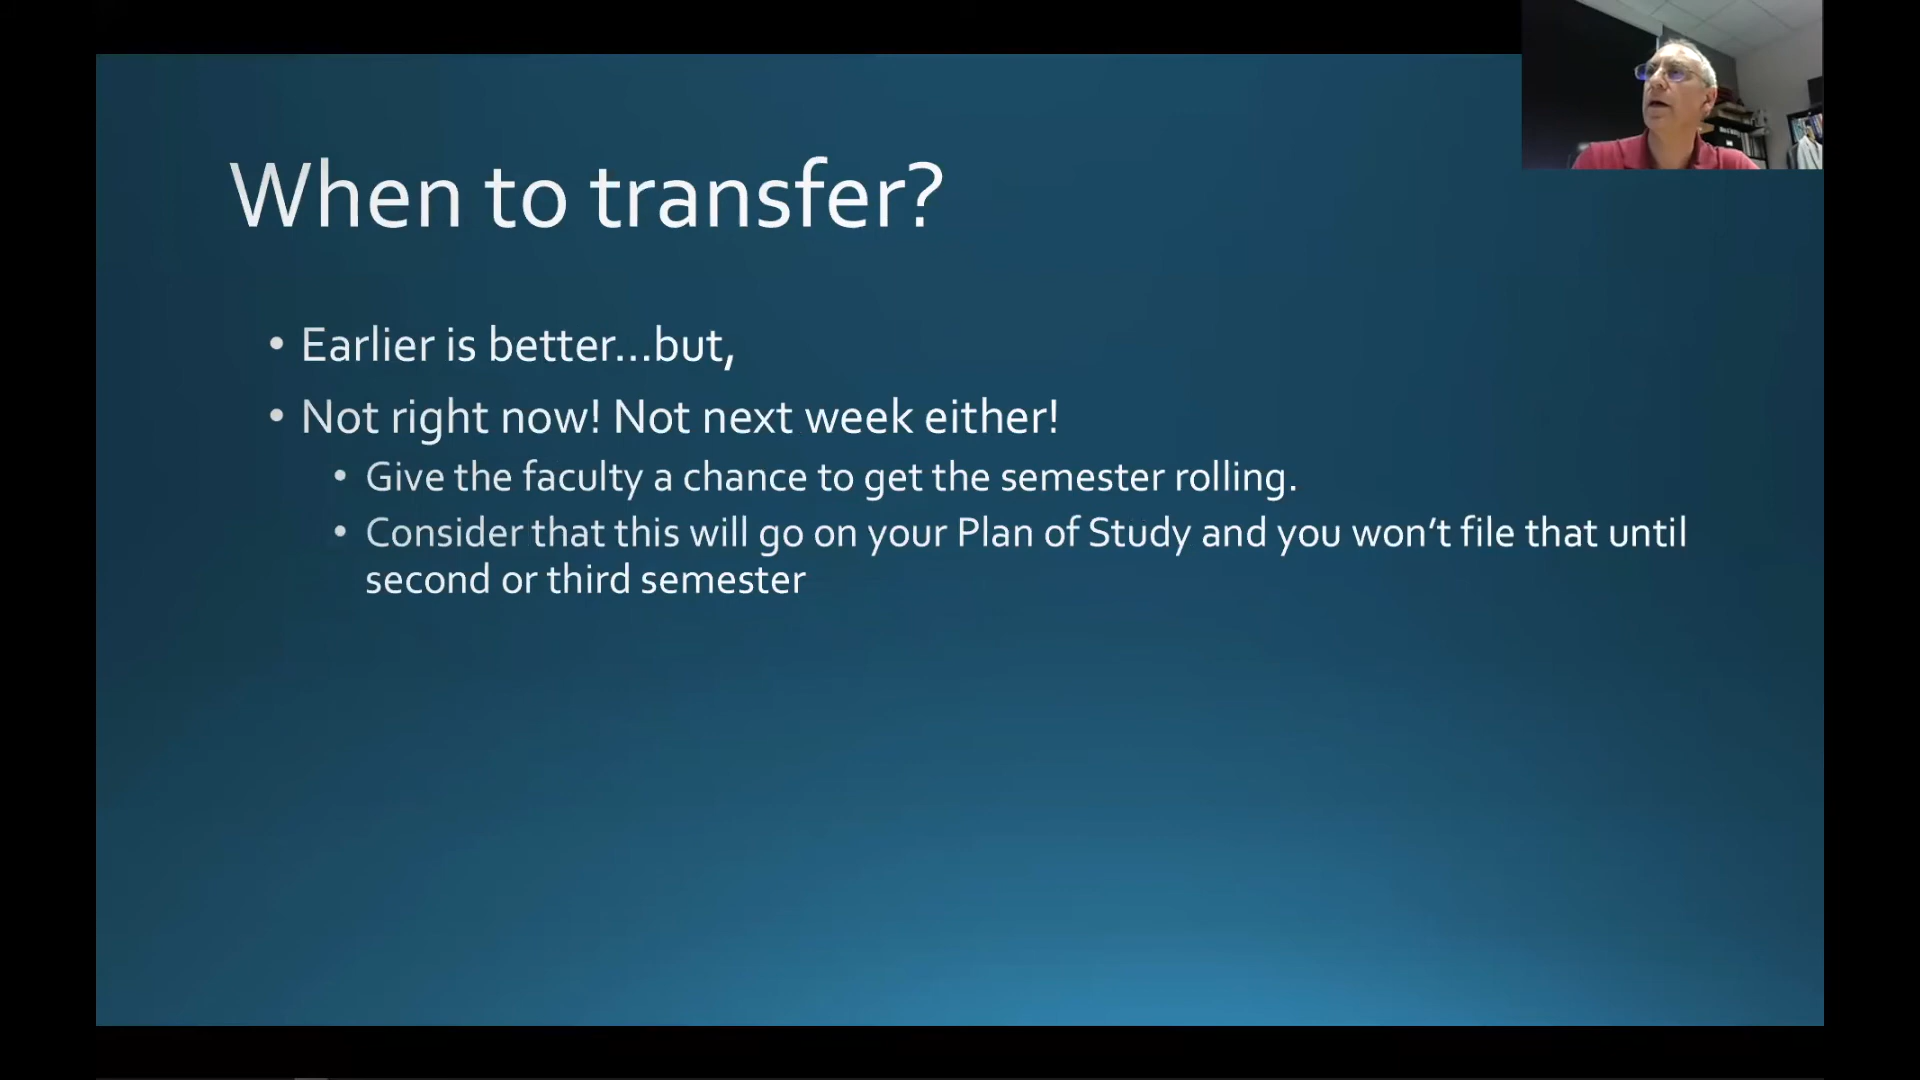 When to transfer?
• Earlier is better...but,
• Not right now! Not next week either!
• Give the faculty a chance to get the semester rolling.
• Consider that this will go on your Plan of Study and you won't file that until
second or third semester